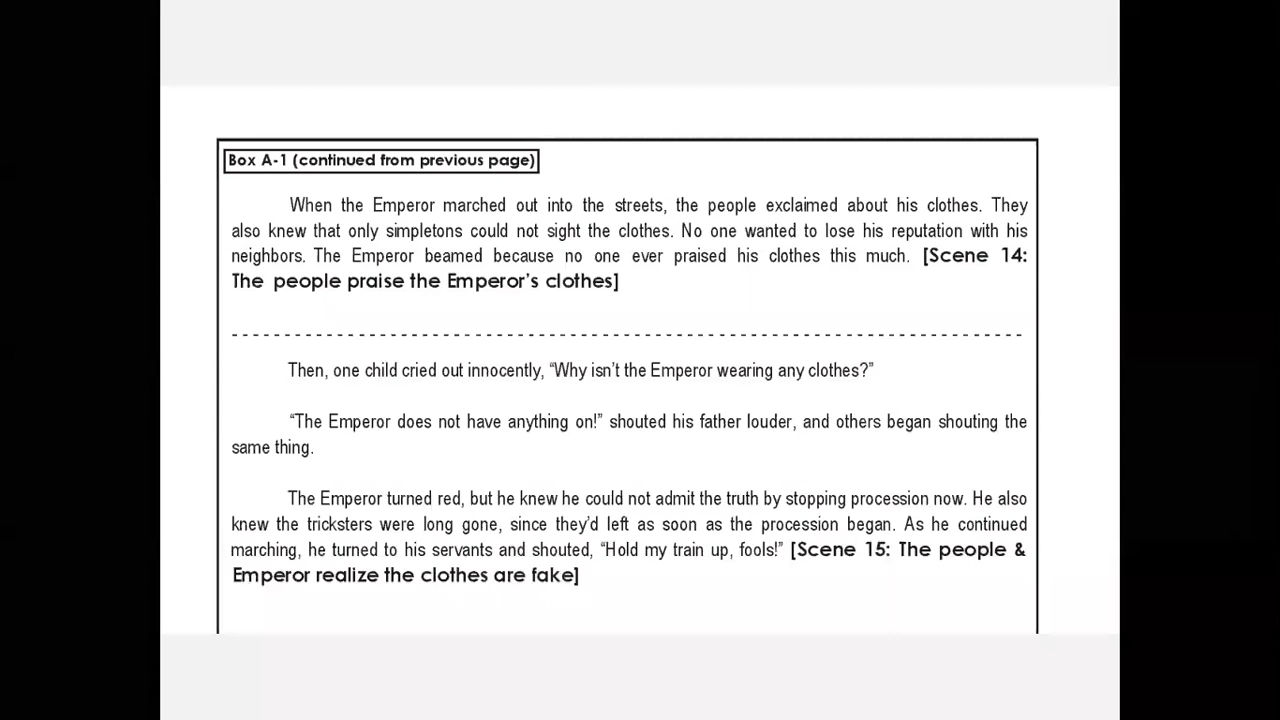 Box A-1 (continued from previous page)
When the Emperor marched out into the streets, the people exclaimed about his clothes. They
also knew that only simpletons could not sight the clothes. No one wanted to lose his reputation with his
neighbors. The Emperor beamed because no one ever praised his clothes this much. [Scene 14:
The people praise the Emperor's clothes]
Then, one child cried out innocently, “Why isn't the Emperor wearing any clothes?”
“The Emperor does not have anything on!” shouted his father louder, and others began shouting the
same thing.
The Emperor turned red, but he knew he could not admit the truth by stopping procession now. He also
knew the tricksters were long gone, since they'd left as soon as the procession began. As he continued
marching, he turned to his servants and shouted, “Hold my train up, fools!” [Scene 15: The people &
Emperor realize the clothes are fake]